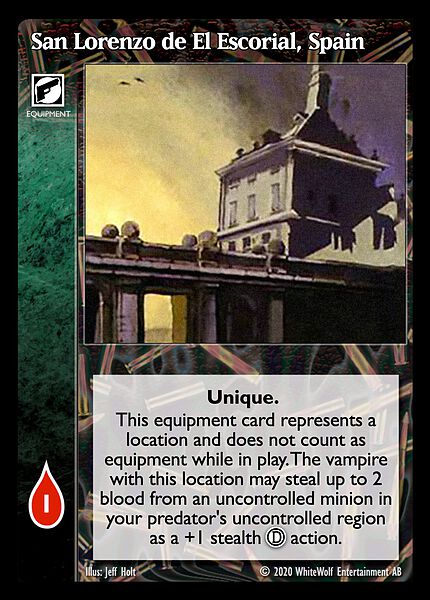 San Lorenzo de El Escorial, Spain
EQUIPMENT
Unique.
This equipment card represents a
location and does not count as
equipment while in play.The vampire
with this location may steal up to 2
blood from an uncontrolled minion in
your predator's uncontrolled region
as a +1 stealth Ⓓ action.
1
Illus: Jeff Holt
© 2020 WhiteWolf Entertainment AB